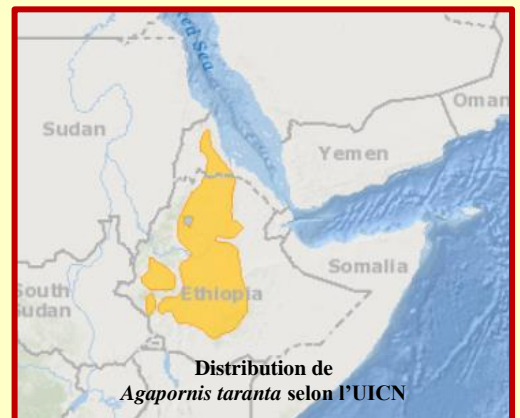 Red Sea
Oman
Sudan
Yemen
Somalia
South
Sudan
Ethiopia
Distribution de
Agapornis taranta selon l’UICN